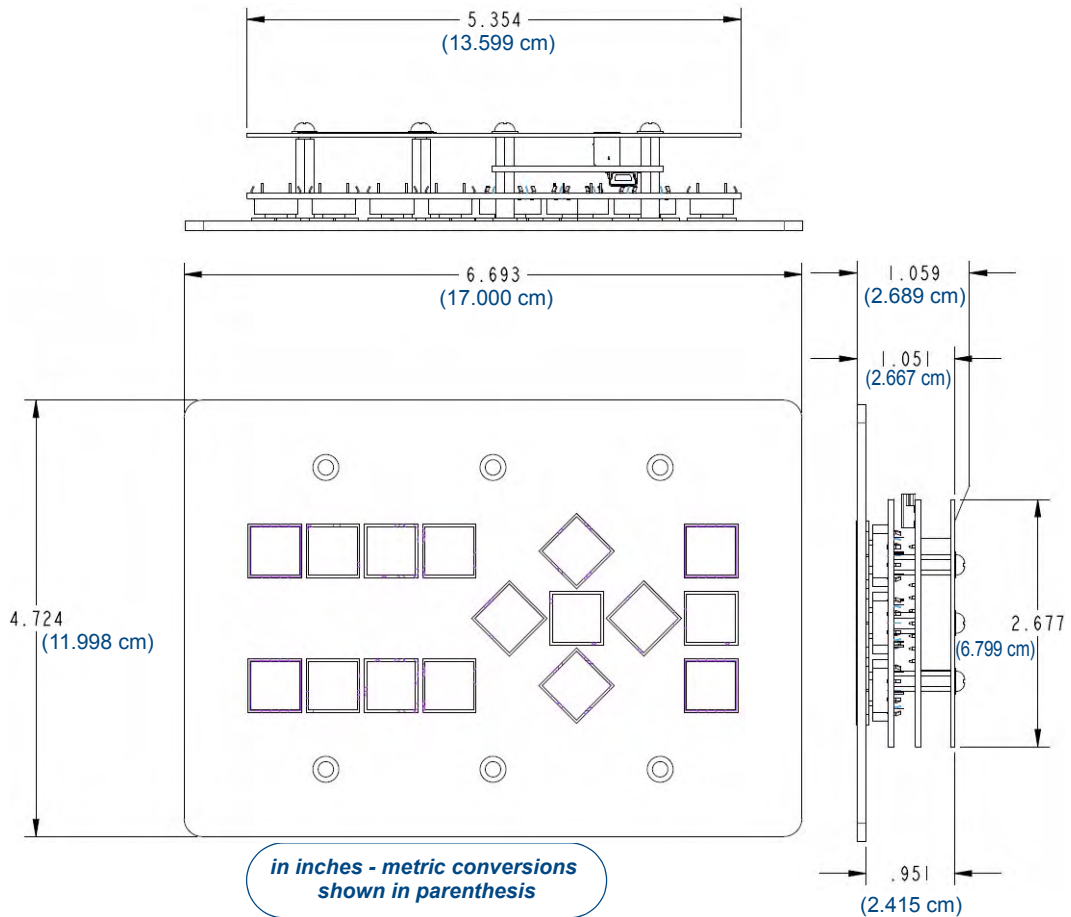 5.354
(13.599 cm)
6.693
(17.000 cm)
1.059
(2.689 cm)
1.051
(2.667 cm)
4.724
(11.998 cm)
2.677
(6.799 cm)
.951
(2.415 cm)
in inches - metric conversions
shown in parenthesis